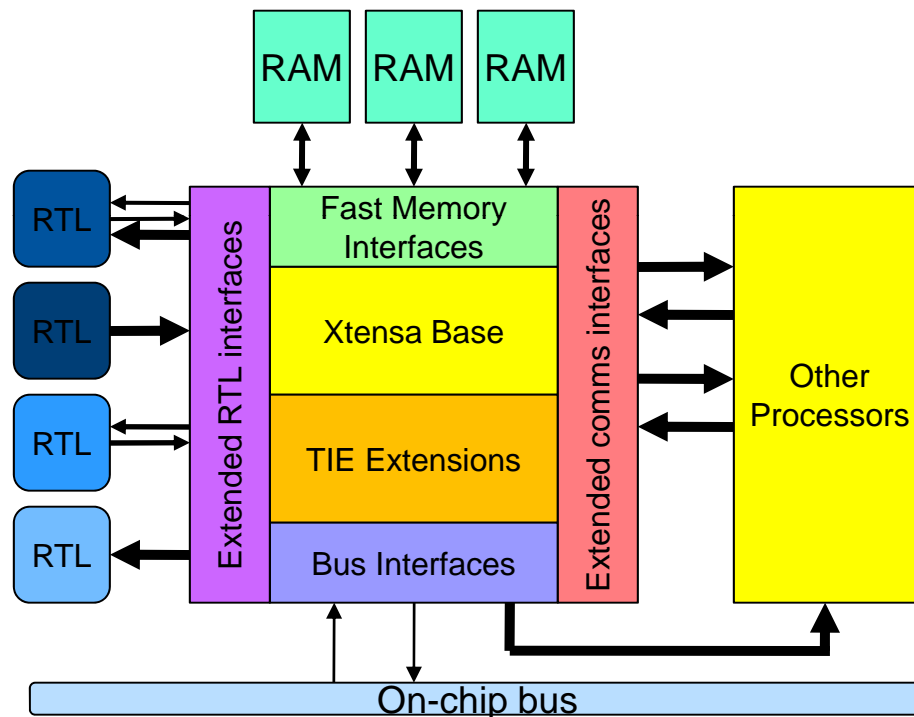 RAM
RAM
RAM
RTL
RTL
RTL
RTL
Extended RTL interfaces
Fast Memory
Interfaces
Xtensa Base
TIE Extensions
Bus Interfaces
Extended comms interfaces
Other
Processors
On-chip bus